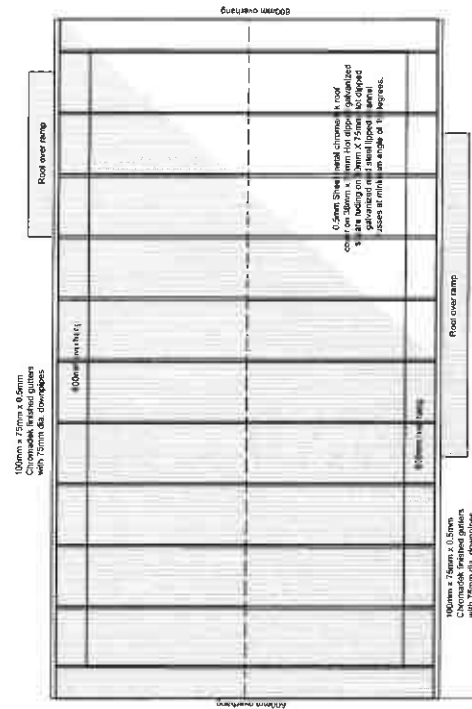 600mm overhang
Roof over ramp
0.5mm Sheet metal chromadek roof
cover on 50mm x Hot dipped galvanized
square tubing on X 75mm Hot dipped
galvanized mild steel lipped channel
trusses at minimum angle of degrees.
Roof over ramp
600mm overhang
600mm overhang
100mm x 75mm x 0.5mm
Chromadek finished gutters
with 75mm dia. downpipes
100mm x 75mm x 0.5mm
Chromadek finished gutters
with 75mm dia. downpipes
600mm overhang